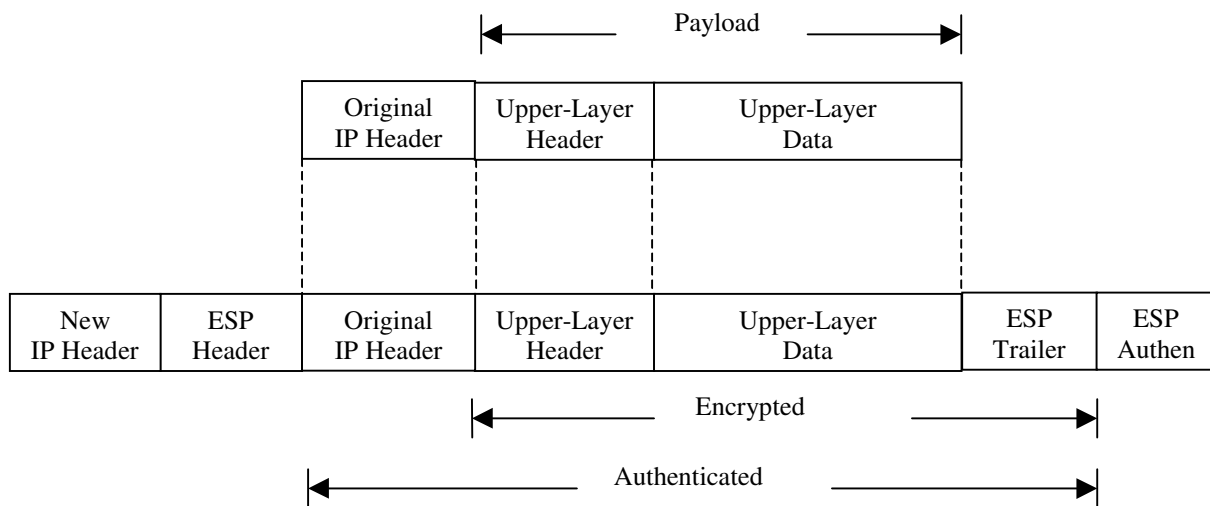 Payload
Original
IP Header
Upper-Layer
Header
Upper-Layer
Data
New
IP Header
ESP
Header
Original
IP Header
Upper-Layer
Header
Upper-Layer
Data
ESP
Trailer
ESP
Authen
Encrypted
Authenticated